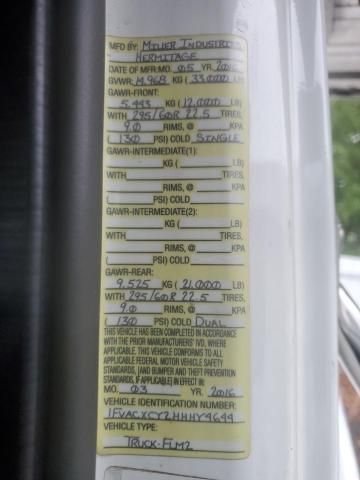 MFD BY: MILLER INDUSTRIES
HERMITAGE
DATE OF MFR: MO. 05 YR. 2016
GVWR: 14.968 KG ( 33.000 LB)
GAWR-FRONT:
5.443 KG ( 12.000 LB)
WITH 295/60R 22.5 TIRES,
9.0 RIMS, @ KPA
( 130 PSI) COLD SINGLE
GAWR-INTERMEDIATE(1):
KG ( LB)
WITH TIRES,
RIMS, @ KPA
( PSI) COLD
GAWR-INTERMEDIATE(2):
KG ( LB)
WITH TIRES,
RIMS, @ KPA
( PSI) COLD
GAWR-REAR:
9.525 KG ( 21.000 LB)
WITH 295/60R 22.5 TIRES,
9.0 RIMS, @ KPA
( 130 PSI) COLD DUAL
THIS VEHICLE HAS BEEN COMPLETED IN ACCORDANCE
WITH THE PRIOR MANUFACTURERS' IVD, WHERE
APPLICABLE. THIS VEHICLE CONFORMS TO ALL
APPLICABLE FEDERAL MOTOR VEHICLE SAFETY
STANDARDS, [AND BUMPER AND THEFT PREVENTION
STANDARDS, IF APPLICABLE] IN EFFECT IN
MO. 03 YR. 2016
VEHICLE IDENTIFICATION NUMBER:
1FVACXCY2HHHY4644
VEHICLE TYPE:
TRUCK-FLM2